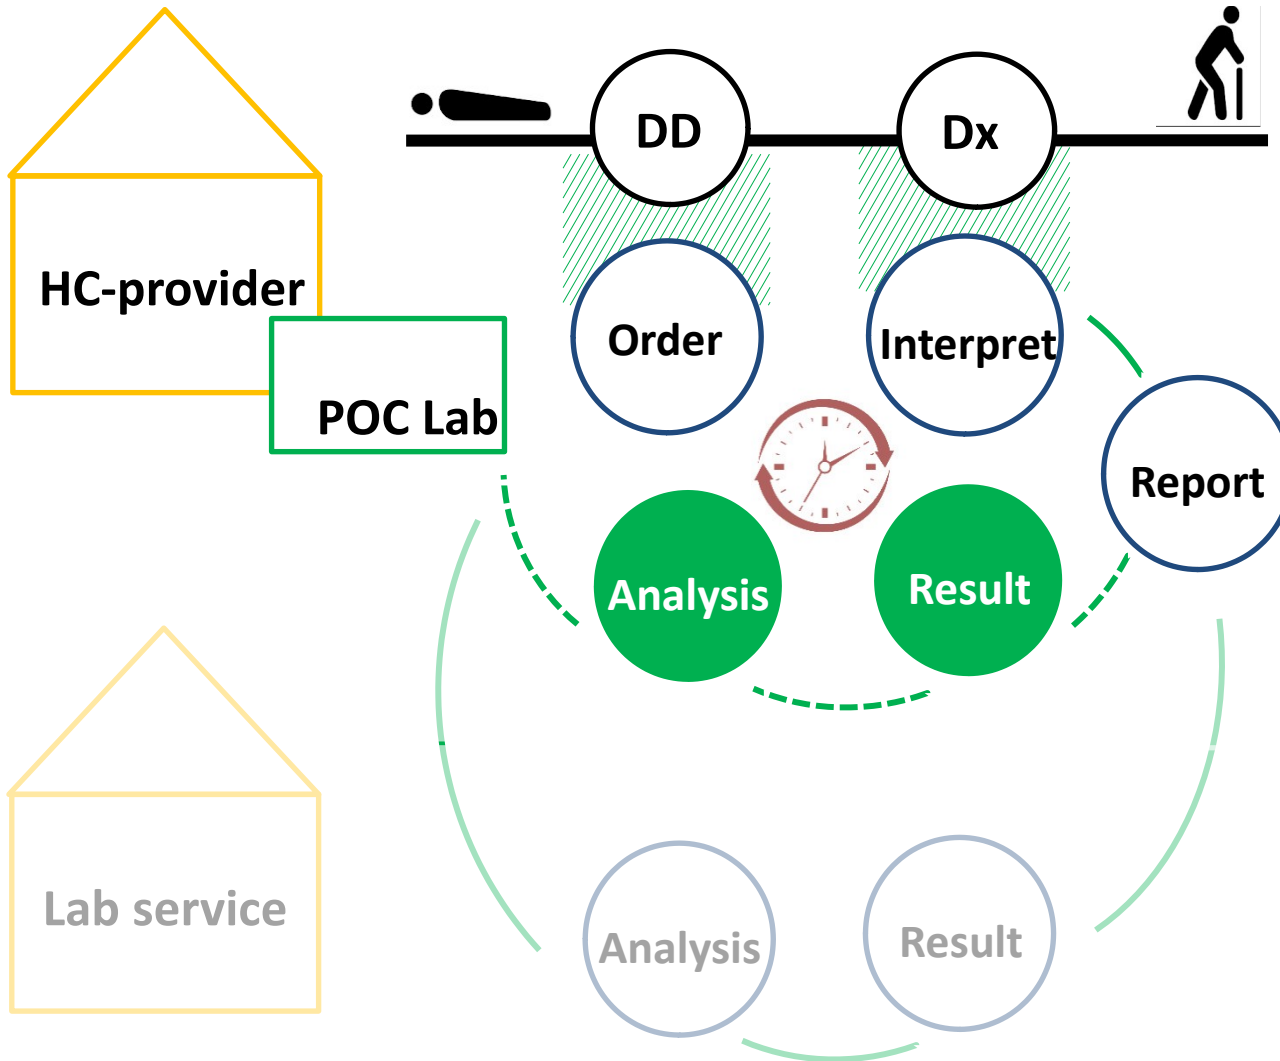 DD
Dx
HC-provider
Order
Interpret
POC Lab
Report
Analysis
Result
Lab service
Analysis
Result